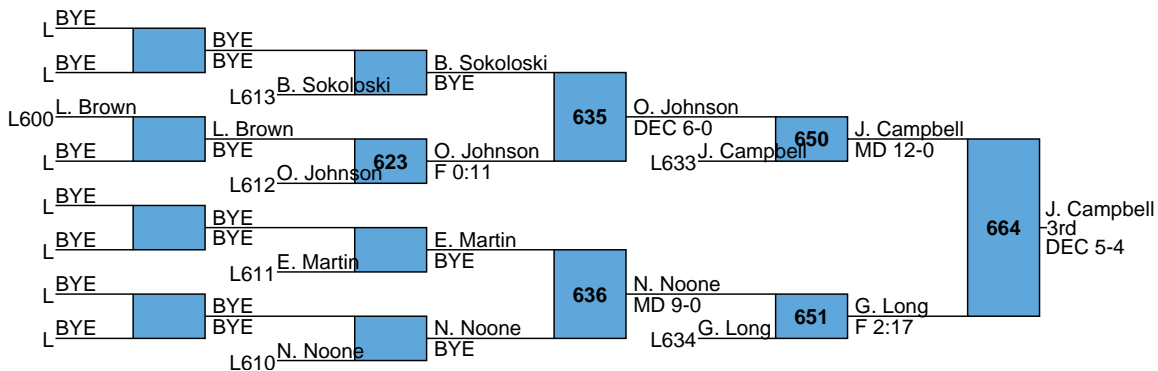 L BYE
L BYE
BYE
BYE
L613 B. Sokoloski
B. Sokoloski
BYE
L600 L. Brown
L BYE
L. Brown
BYE
L612 O. Johnson
623
O. Johnson
F 0:11
635
O. Johnson
DEC 6-0
L633 J. Campbell
650
J. Campbell
MD 12-0
L BYE
L BYE
BYE
BYE
L611 E. Martin
E. Martin
BYE
L BYE
L BYE
BYE
BYE
L610 N. Noone
N. Noone
BYE
636
N. Noone
MD 9-0
L634 G. Long
651
G. Long
F 2:17
664
J. Campbell
3rd
DEC 5-4